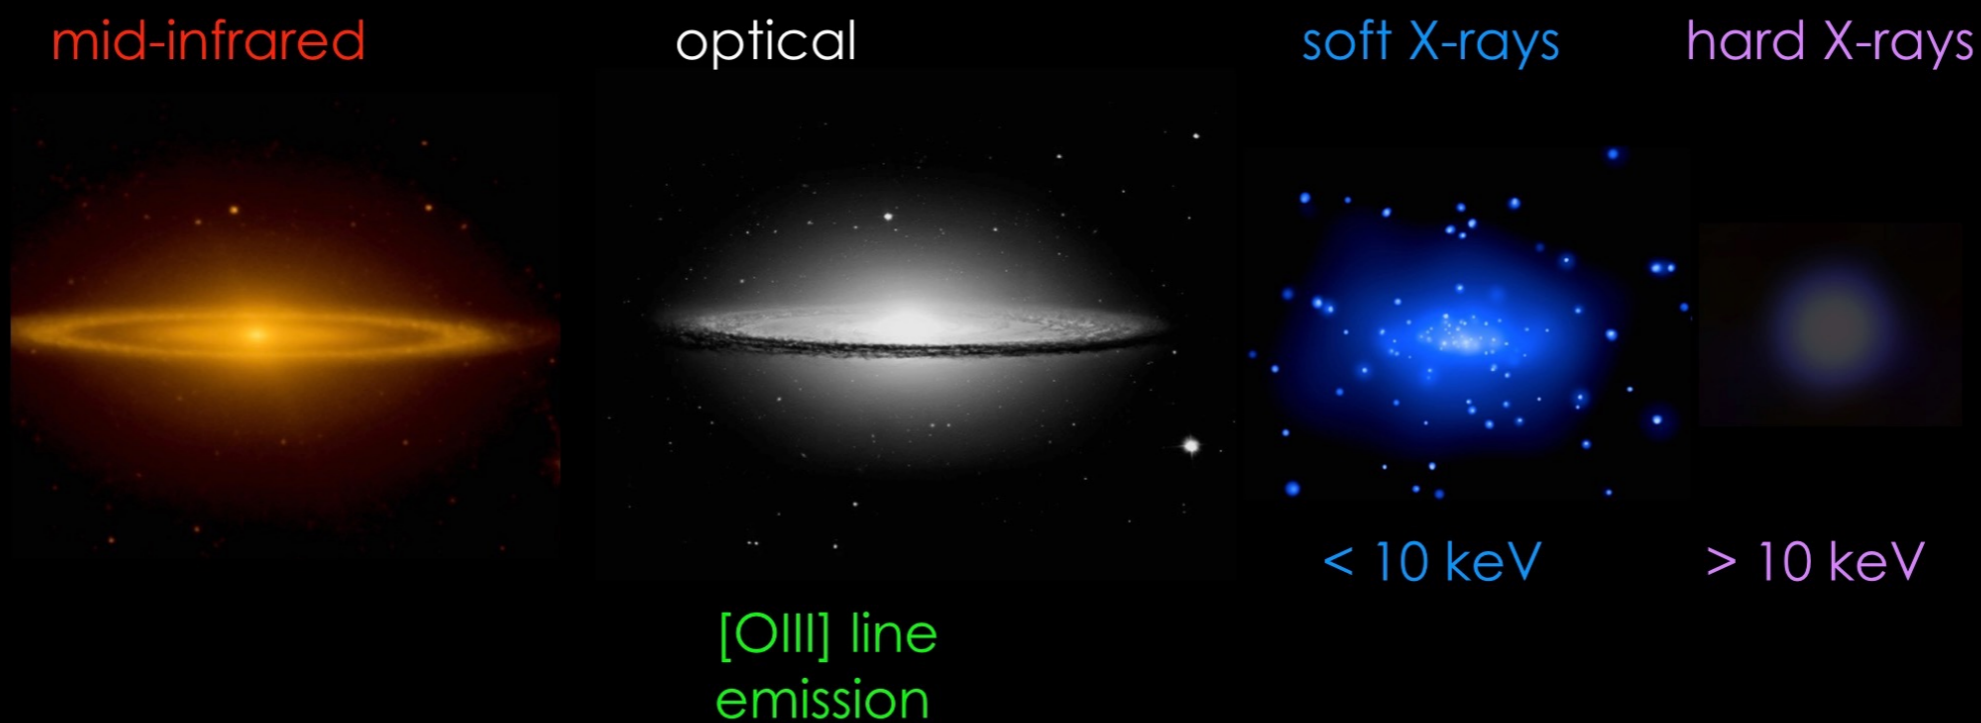 mid-infrared
optical
soft X-rays
hard X-rays
< 10 keV
> 10 keV
[OIII] line
emission